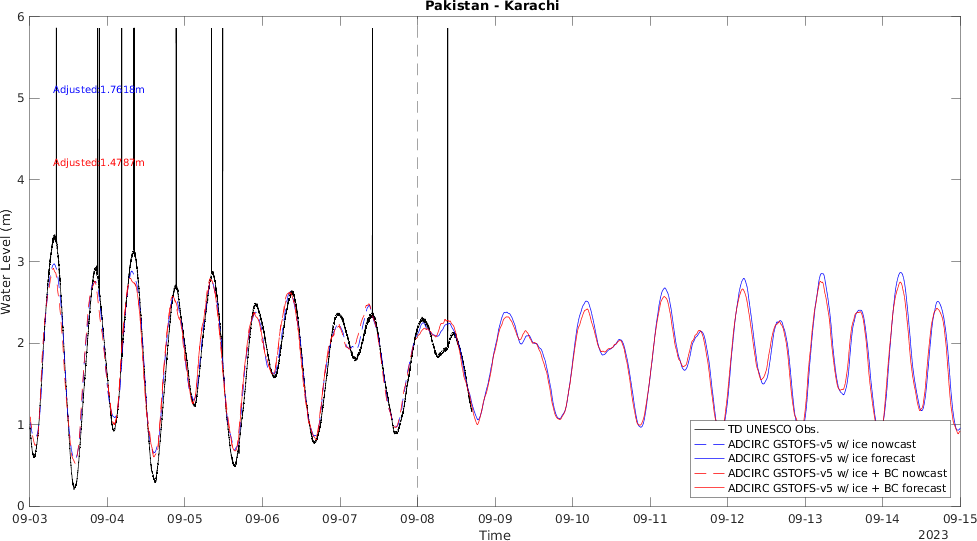 Pakistan - Karachi
6
5
4
3
2
1
0
Water Level (m)
Adjusted:1.7618m
Adjusted:1.4787m
TD UNESCO Obs.
ADCIRC GSTOFS-v5 w/ ice nowcast
ADCIRC GSTOFS-v5 w/ ice forecast
ADCIRC GSTOFS-v5 w/ ice + BC nowcast
ADCIRC GSTOFS-v5 w/ ice + BC forecast
09-03 09-04 09-05 09-06 09-07 09-08 09-09 09-10 09-11 09-12 09-13 09-14 09-15
Time
2023